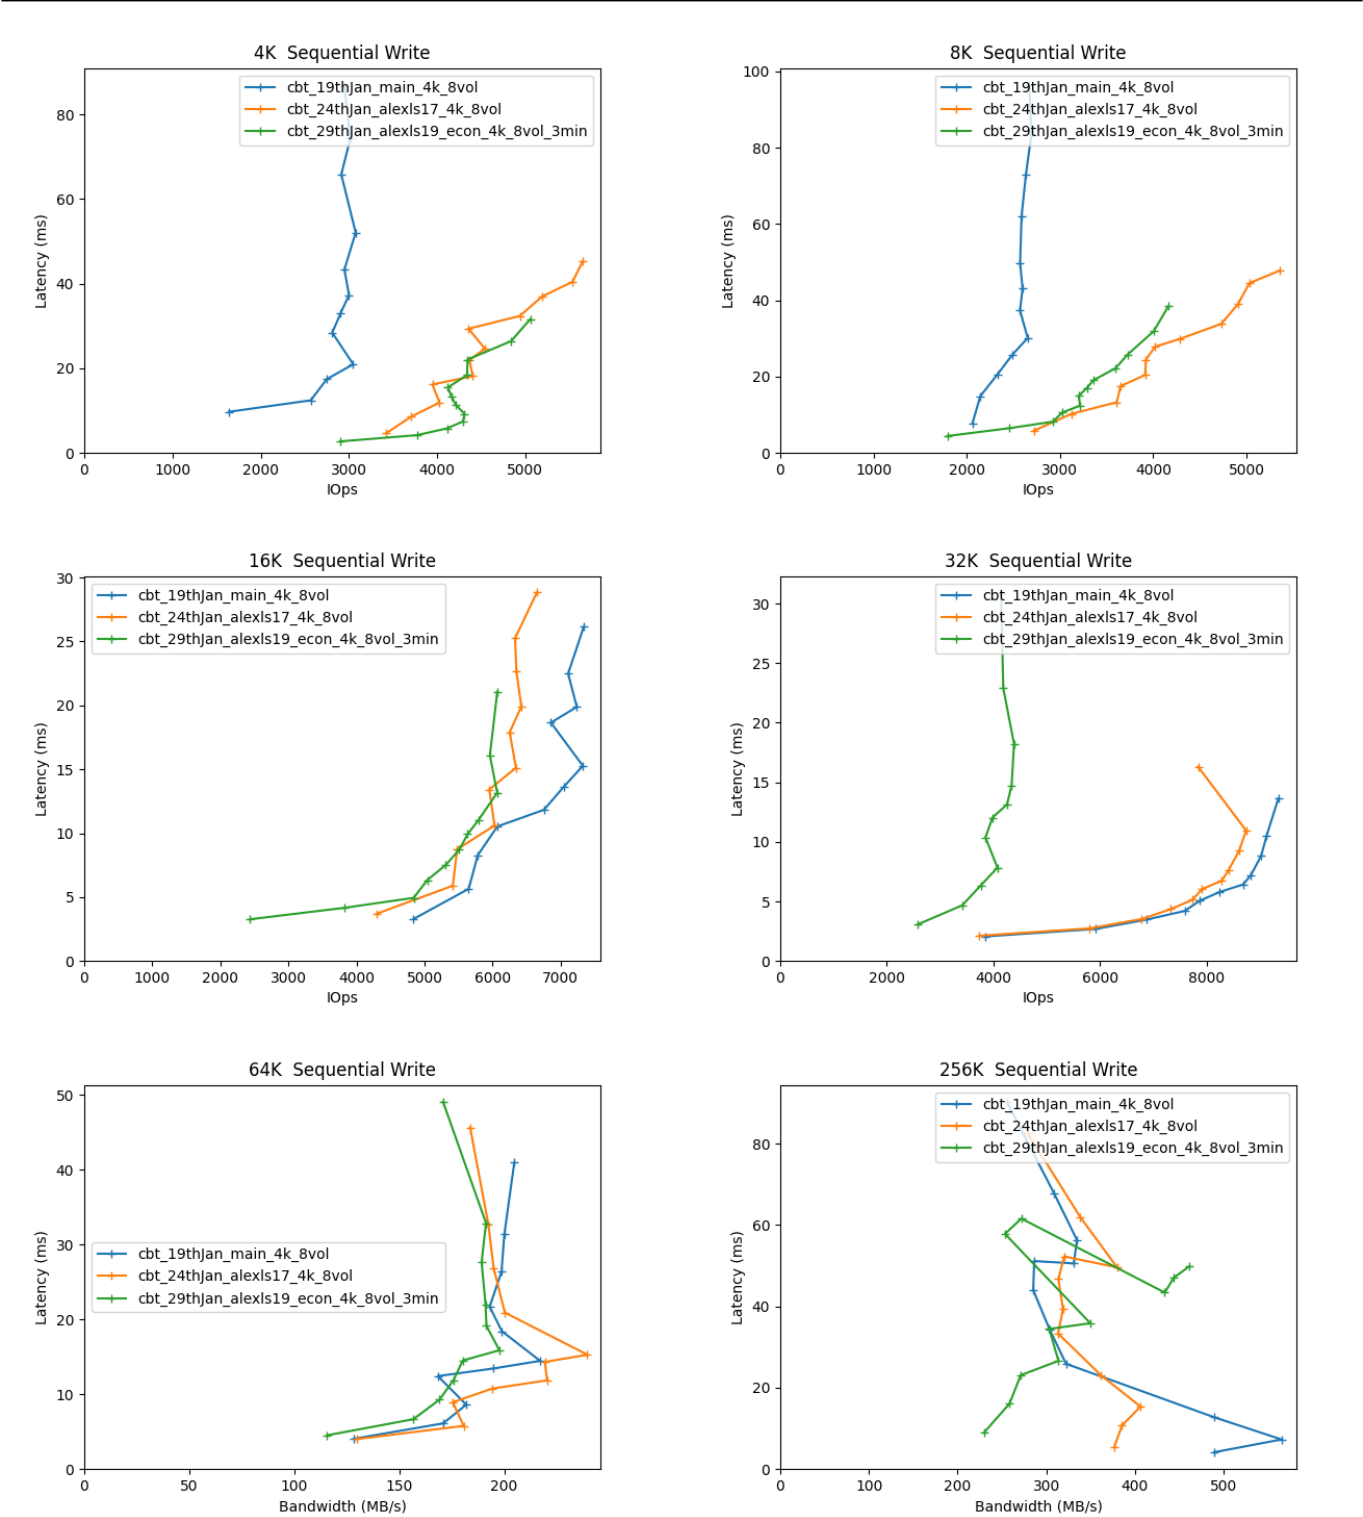 4K  Sequential Write
cbt_19thJan_main_4k_8vol
cbt_24thJan_alexls17_4k_8vol
cbt_29thJan_alexls19_econ_4k_8vol_3min
Latency (ms)
80
60
40
20
0
0 1000 2000 3000 4000 5000
IOps
8K  Sequential Write
cbt_19thJan_main_4k_8vol
cbt_24thJan_alexls17_4k_8vol
cbt_29thJan_alexls19_econ_4k_8vol_3min
Latency (ms)
100
80
60
40
20
0
0 1000 2000 3000 4000 5000
IOps
16K  Sequential Write
cbt_19thJan_main_4k_8vol
cbt_24thJan_alexls17_4k_8vol
cbt_29thJan_alexls19_econ_4k_8vol_3min
Latency (ms)
30
25
20
15
10
5
0
0 1000 2000 3000 4000 5000 6000 7000
IOps
32K  Sequential Write
cbt_19thJan_main_4k_8vol
cbt_24thJan_alexls17_4k_8vol
cbt_29thJan_alexls19_econ_4k_8vol_3min
Latency (ms)
30
25
20
15
10
5
0
0 2000 4000 6000 8000
IOps
64K  Sequential Write
cbt_19thJan_main_4k_8vol
cbt_24thJan_alexls17_4k_8vol
cbt_29thJan_alexls19_econ_4k_8vol_3min
Latency (ms)
50
40
30
20
10
0
0 50 100 150 200
Bandwidth (MB/s)
256K  Sequential Write
cbt_19thJan_main_4k_8vol
cbt_24thJan_alexls17_4k_8vol
cbt_29thJan_alexls19_econ_4k_8vol_3min
Latency (ms)
80
60
40
20
0
0 100 200 300 400 500
Bandwidth (MB/s)